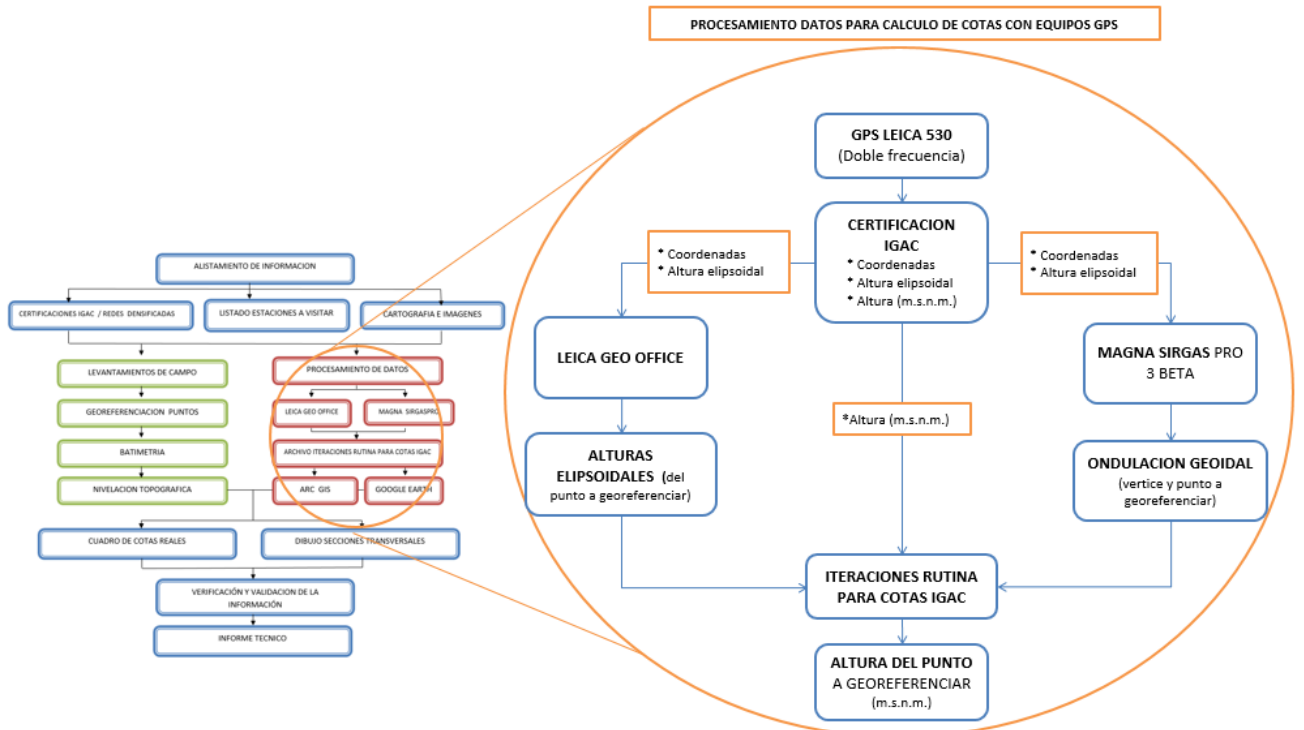 PROCESAMIENTO DATOS PARA CALCULO DE COTAS CON EQUIPOS GPS
ALISTAMIENTO DE INFORMACION
CERTIFICACIONES IGAC / REDES DENSIFICADAS
LISTADO ESTACIONES A VISITAR
CARTOGRAFIA E IMAGENES
LEVANTAMIENTOS DE CAMPO
PROCESAMIENTO DE DATOS
GEOREFERENCIACION PUNTOS
LEICA GEO OFFICE
MAGNA SIRGASPRO
BATIMETRIA
ARCHIVO ITERACIONES RUTINA PARA COTAS IGAC
NIVELACION TOPOGRAFICA
ARC GIS
GOOGLE EARTH
CUADRO DE COTAS REALES
DIBUJO SECCIONES TRANSVERSALES
VERIFICACIÓN Y VALIDACION DE LA
INFORMACIÓN
INFORME TECNICO
GPS LEICA 530
(Doble frecuencia)
CERTIFICACION
IGAC
* Coordenadas
* Altura elipsoidal
* Altura (m.s.n.m.)
* Coordenadas
* Altura elipsoidal
* Coordenadas
* Altura elipsoidal
LEICA GEO OFFICE
MAGNA SIRGAS PRO
3 BETA
*Altura (m.s.n.m.)
ALTURAS
ELIPSOIDALES (del
punto a georeferenciar)
ONDULACION GEOIDAL
(vertice y punto a
georeferenciar)
ITERACIONES RUTINA
PARA COTAS IGAC
ALTURA DEL PUNTO
A GEOREFERENCIAR
(m.s.n.m.)